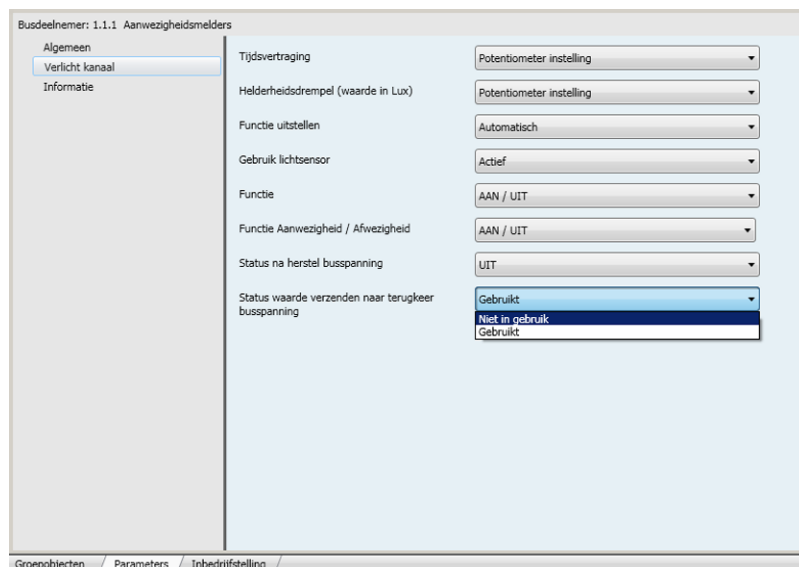 Busdeelnemer: 1.1.1 Aanwezigheidsmelders
Algemeen
Verlicht kanaal
Informatie
Tijdsvertraging
Potentiometer instelling
Helderheidsdrempel (waarde in Lux)
Potentiometer instelling
Functie uitstellen
Automatisch
Gebruik lichtsensor
Actief
Functie
AAN / UIT
Functie Aanwezigheid / Afwezigheid
AAN / UIT
Status na herstel busspanning
UIT
Status waarde verzenden naar terugkeer
busspanning
Gebruikt
Niet in gebruik
Gebruikt
Groepobjecten
Parameters
Inbedrijfstelling